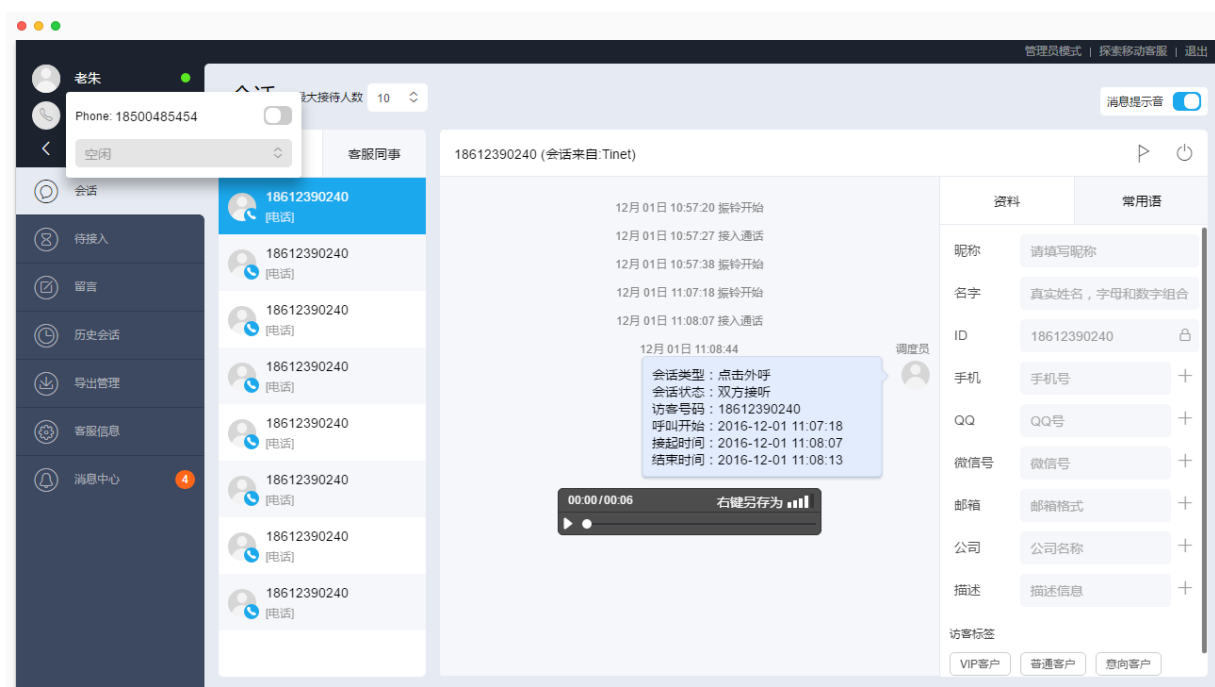 管理员模式 | 探索移动客服 | 退出
老朱
最大接待人数 10
消息提示音
Phone: 18500485454
空闲
客服同事
18612390240 (会话来自:Tinet)
会话
待接入
留言
历史会话
导出管理
客服信息
消息中心 4
18612390240
[电话]
18612390240
[电话]
18612390240
[电话]
18612390240
[电话]
18612390240
[电话]
18612390240
[电话]
18612390240
[电话]
18612390240
[电话]
12月 01日 10:57:20 振铃开始
12月 01日 10:57:27 接入通话
12月 01日 10:57:38 振铃开始
12月 01日 11:07:18 振铃开始
12月 01日 11:08:07 接入通话
12月 01日 11:08:44
调度员
会话类型：点击外呼
会话状态：双方接听
访客号码：18612390240
呼叫开始：2016-12-01 11:07:18
接起时间：2016-12-01 11:08:07
结束时间：2016-12-01 11:08:13
00:00/00:06 右键另存为
资料 常用语
昵称 请填写昵称
名字 真实姓名，字母和数字组合
ID 18612390240
手机 手机号
QQ QQ号
微信号 微信号
邮箱 邮箱格式
公司 公司名称
描述 描述信息
访客标签
VIP客户 普通客户 意向客户